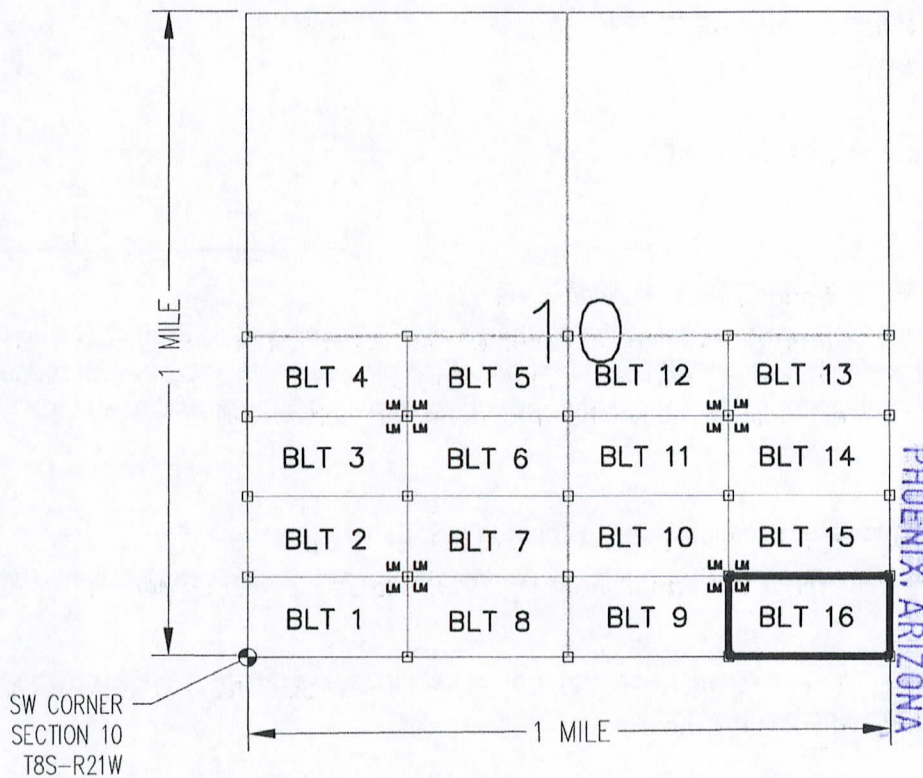 1 MILE
10
BLT 4 BLT 5 BLT 12 BLT 13
LM LM LM LM
LM LM LM LM
BLT 3 BLT 6 BLT 11 BLT 14
BLT 2 BLT 7 BLT 10 BLT 15
LM LM LM LM
LM LM LM LM
BLT 1 BLT 8 BLT 9 BLT 16
PHOENIX ARIZONA
SW CORNER
SECTION 10
T8S-R21W
1 MILE